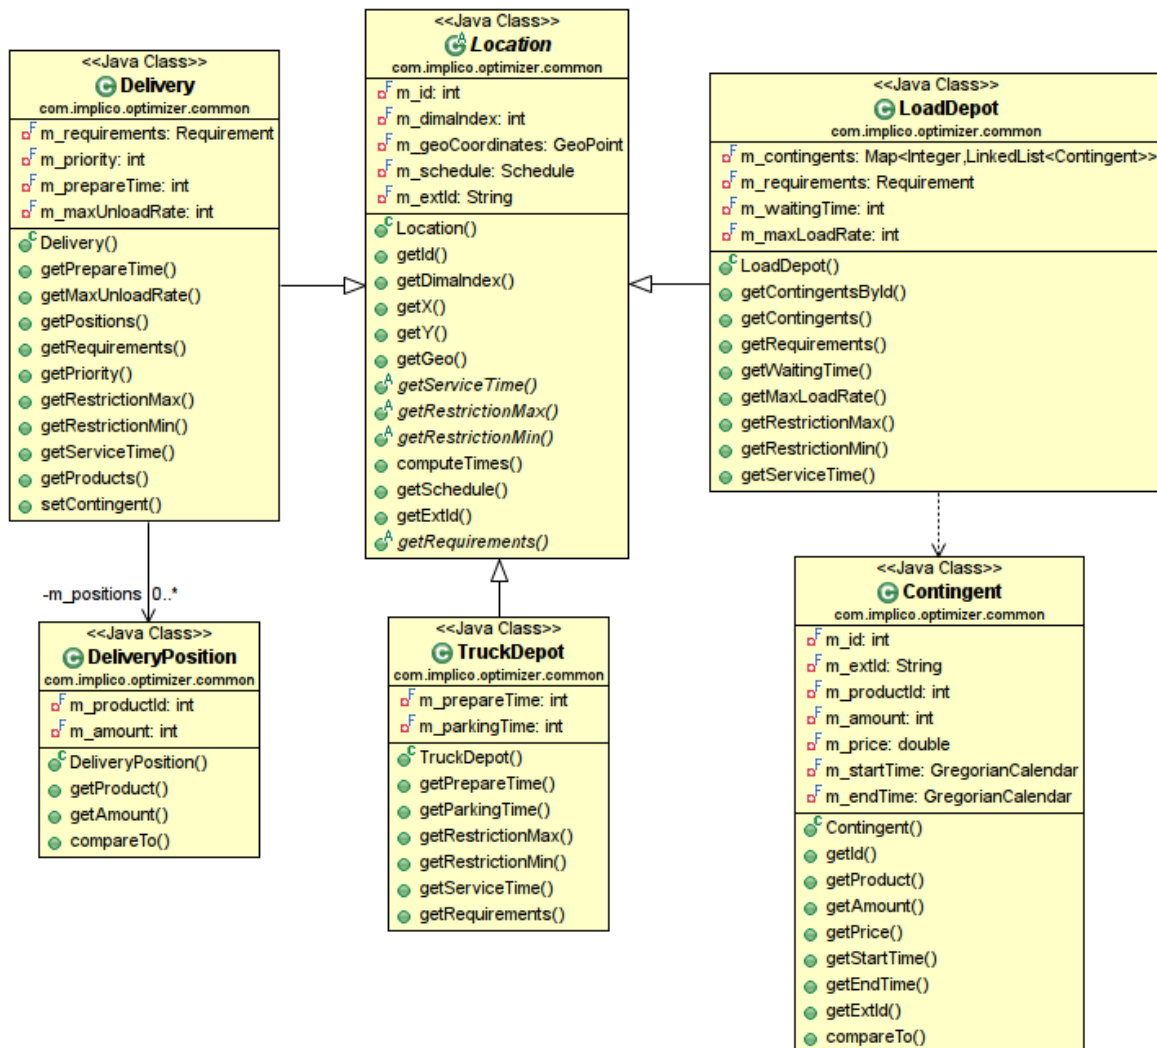 <<Java Class>>
Delivery
com.implico.optimizer.common
m_requirements: Requirement
m_priority: int
m_prepareTime: int
m_maxUnloadRate: int
Delivery()
getPrepareTime()
getMaxUnloadRate()
getPositions()
getRequirements()
getPriority()
getRestrictionMax()
getRestrictionMin()
getServiceTime()
getProducts()
setContingent()
<<Java Class>>
Location
com.implico.optimizer.common
m_id: int
m_dimaIndex: int
m_geoCoordinates: GeoPoint
m_schedule: Schedule
m_extId: String
Location()
getId()
getDimaIndex()
getX()
getY()
getGeo()
getServiceTime()
getRestrictionMax()
getRestrictionMin()
computeTimes()
getSchedule()
getExtId()
getRequirements()
<<Java Class>>
LoadDepot
com.implico.optimizer.common
m_contingents: Map<Integer,LinkedList<Contingent>>
m_requirements: Requirement
m_waitingTime: int
m_maxLoadRate: int
LoadDepot()
getContingentsById()
getContingents()
getRequirements()
getWaitingTime()
getMaxLoadRate()
getRestrictionMax()
getRestrictionMin()
getServiceTime()
-m_positions 0..*
<<Java Class>>
DeliveryPosition
com.implico.optimizer.common
m_productId: int
m_amount: int
DeliveryPosition()
getProduct()
getAmount()
compareTo()
<<Java Class>>
TruckDepot
com.implico.optimizer.common
m_prepareTime: int
m_parkingTime: int
TruckDepot()
getPrepareTime()
getParkingTime()
getRestrictionMax()
getRestrictionMin()
getServiceTime()
getRequirements()
<<Java Class>>
Contingent
com.implico.optimizer.common
m_id: int
m_extId: String
m_productId: int
m_amount: int
m_price: double
m_startTime: GregorianCalendar
m_endTime: GregorianCalendar
Contingent()
getId()
getProduct()
getAmount()
getPrice()
getStartTime()
getEndTime()
getExtId()
compareTo()